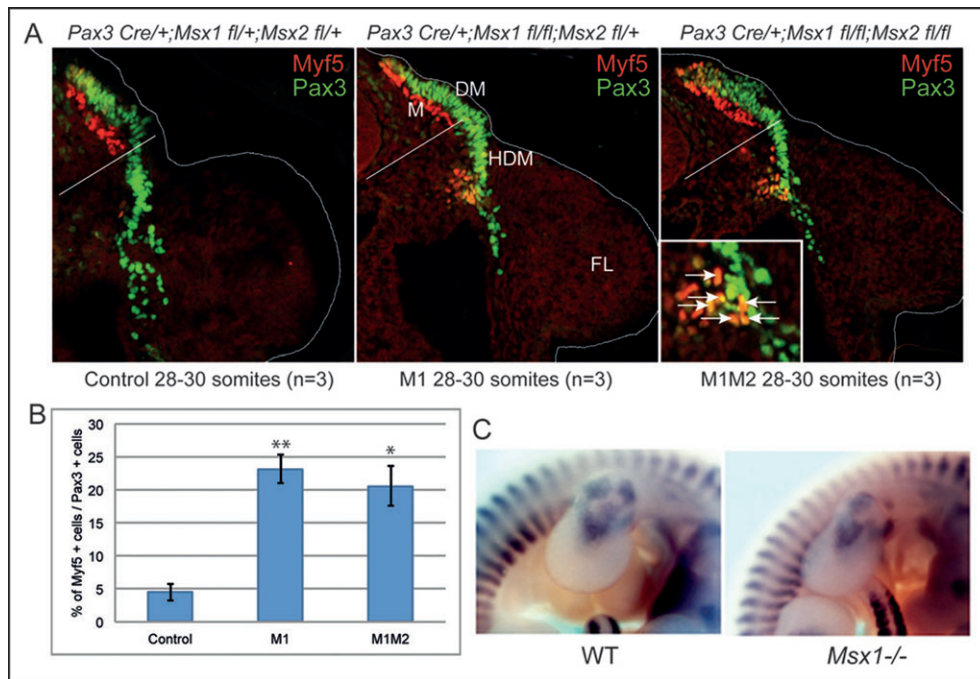 A
Pax3 Cre/+;Msx1 fl/+;Msx2 fl/+
Pax3 Cre/+;Msx1 fl/fl;Msx2 fl/+
Pax3 Cre/+;Msx1 fl/fl;Msx2 fl/fl
Myf5
Pax3
Myf5
Pax3
DM
M
HDM
FL
Myf5
Pax3
Control 28-30 somites (n=3)
M1 28-30 somites (n=3)
M1M2 28-30 somites (n=3)
B
% of Myf5 + cells / Pax3 + cells
30
25
20
15
10
5
0
**
*
Control
M1
M1M2
C
WT
Msx1-/-